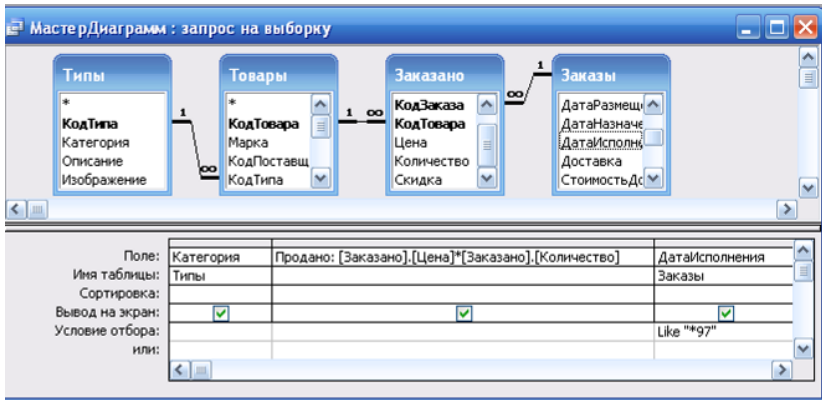 МастерДиаграмм : запрос на выборку
Типы
*
КодТипа
Категория
Описание
Изображение
1
∞
Товары
*
КодТовара
Марка
КодПоставщ
КодТипа
1 ∞
Заказано
КодЗаказа
КодТовара
Цена
Количество
Скидка
∞ 1
Заказы
ДатаРазмещ
ДатаНазначе
ДатаИсполн
Доставка
СтоимостьДо
Поле: Категория Продано: [Заказано].[Цена]*[Заказано].[Количество] ДатаИсполнения
Имя таблицы: Типы Заказы
Сортировка:
Вывод на экран:
Условие отбора: Like "*97"
или: